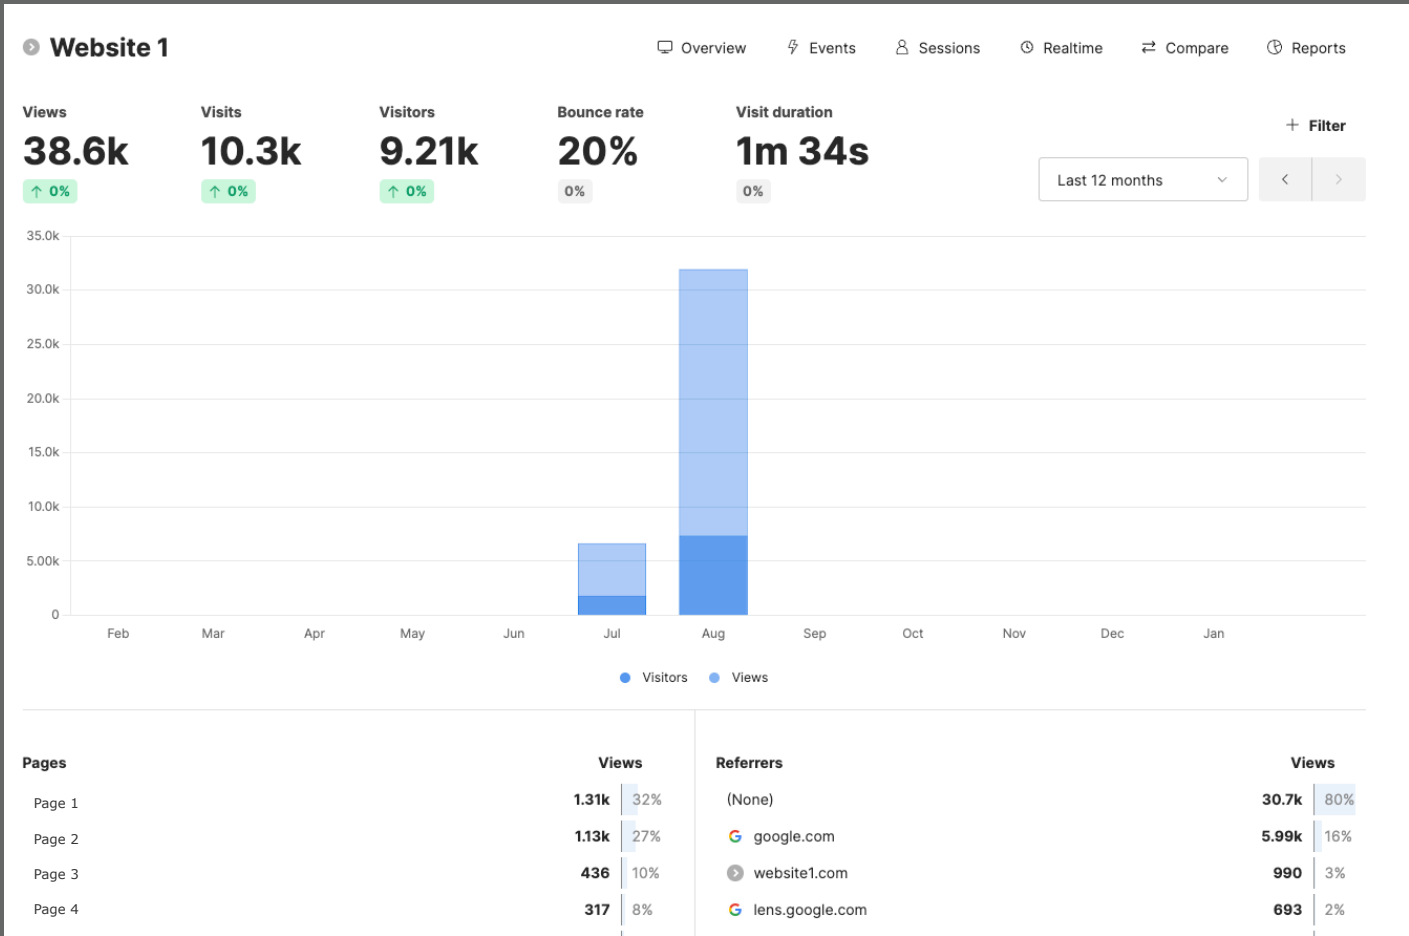 Website 1
Overview Events Sessions Realtime Compare Reports
Views Visits Visitors Bounce rate Visit duration
38.6k 10.3k 9.21k 20% 1m 34s
↑ 0% ↑ 0% ↑ 0% 0% 0%
+ Filter
Last 12 months
35.0k
30.0k
25.0k
20.0k
15.0k
10.0k
5.00k
0
Feb Mar Apr May Jun Jul Aug Sep Oct Nov Dec Jan
Visitors Views
Pages Views
Page 1 1.31k 32%
Page 2 1.13k 27%
Page 3 436 10%
Page 4 317 8%
Referrers Views
(None) 30.7k 80%
google.com 5.99k 16%
website1.com 990 3%
lens.google.com 693 2%